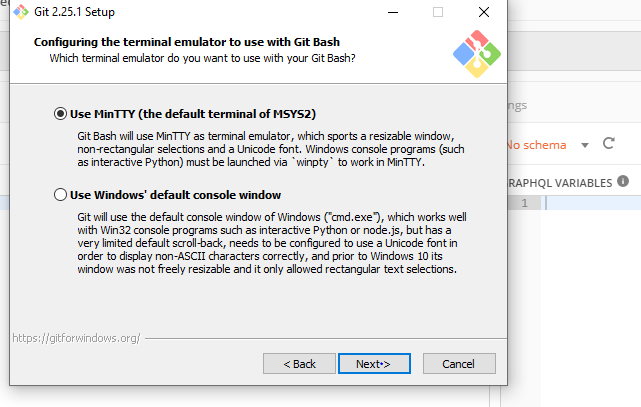 Git 2.25.1 Setup
Configuring the terminal emulator to use with Git Bash
Which terminal emulator do you want to use with your Git Bash?
Use MinTTY (the default terminal of MSYS2)
Git Bash will use MinTTY as terminal emulator, which sports a resizable window,
non-rectangular selections and a Unicode font. Windows console programs (such
as interactive Python) must be launched via `winpty` to work in MinTTY.
Use Windows' default console window
Git will use the default console window of Windows ("cmd.exe"), which works well
with Win32 console programs such as interactive Python or node.js, but has a
very limited default scroll-back, needs to be configured to use a Unicode font in
order to display non-ASCII characters correctly, and prior to Windows 10 its
window was not freely resizable and it only allowed rectangular text selections.
https://gitforwindows.org/
< Back
Next >
Cancel
ngs
No schema
RAPHQL VARIABLES
1